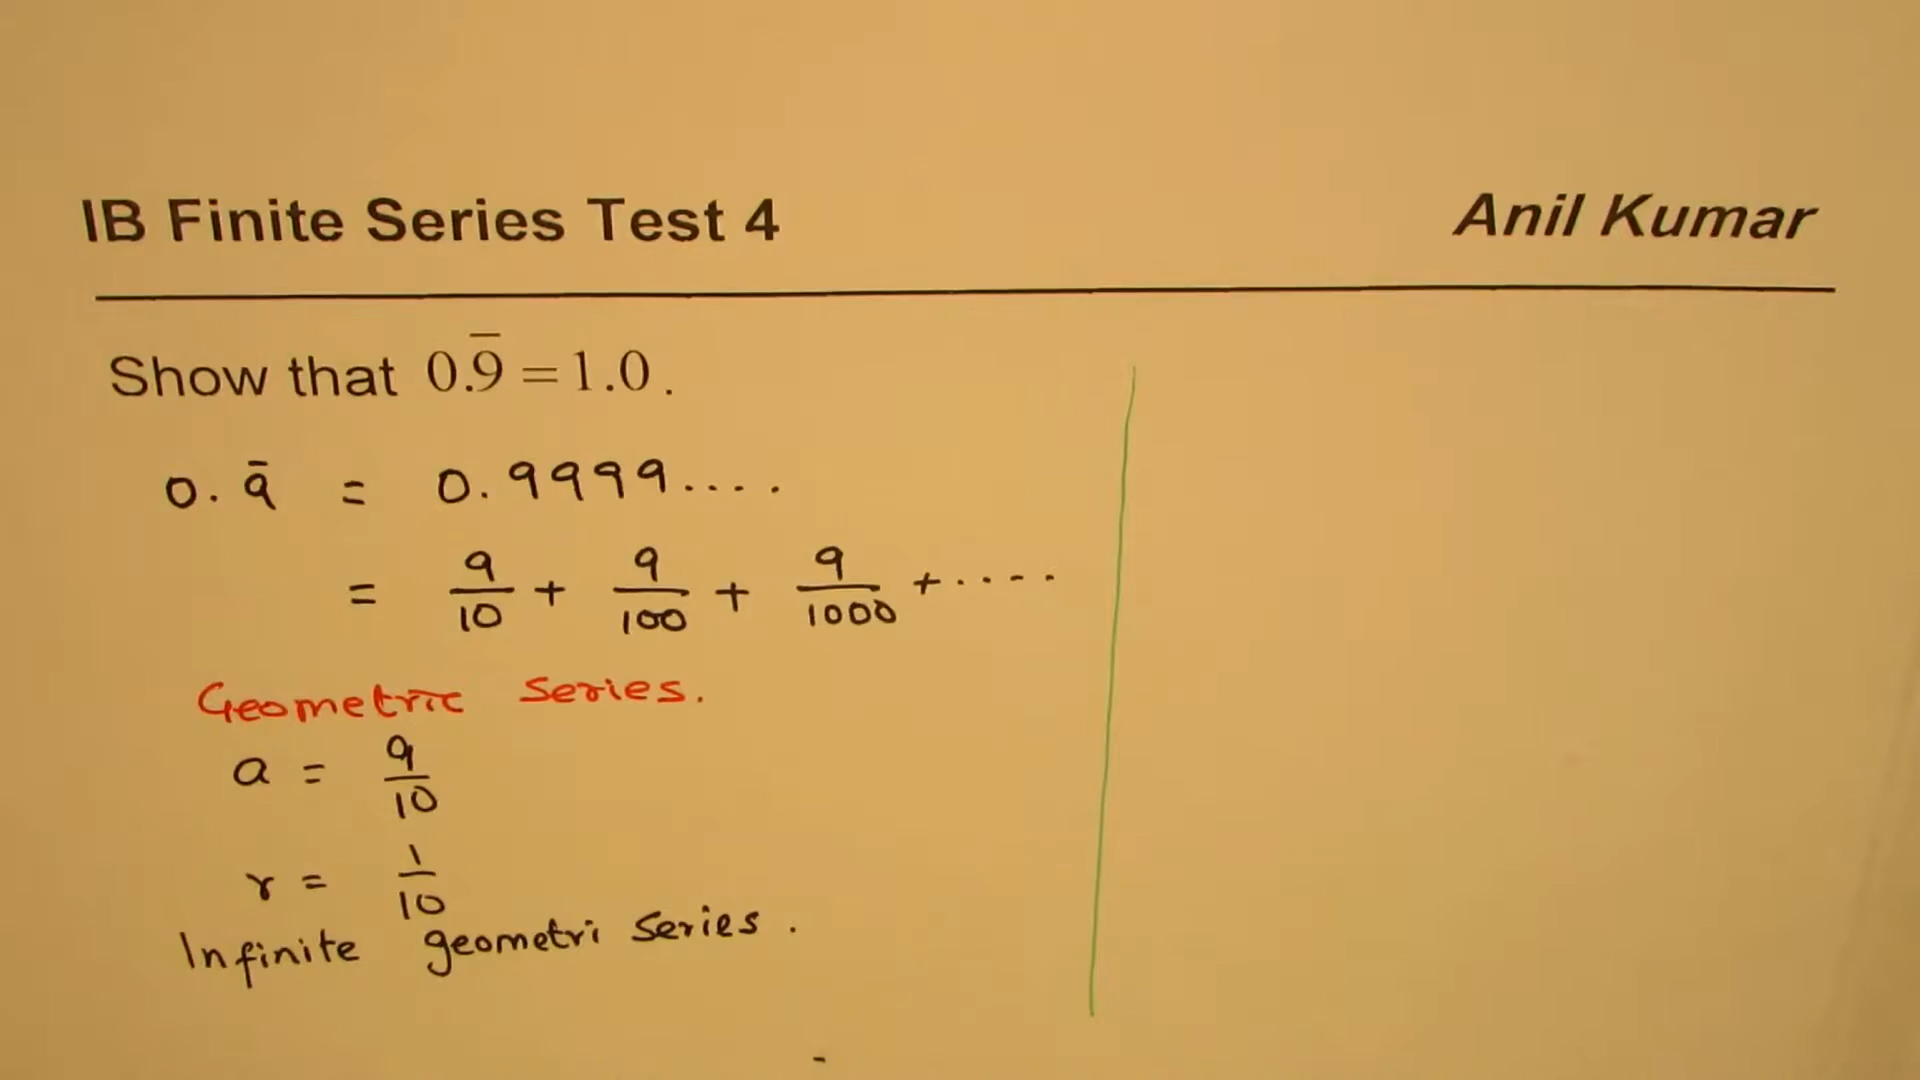 IB Finite Series Test 4 Anil Kumar
Show that 0.9̅ = 1.0.
0.9̅ = 0.9999....
= 9/10 + 9/100 + 9/1000 + ....
Geometric Series.
a = 9/10
r = 1/10
Infinite geometri Series.